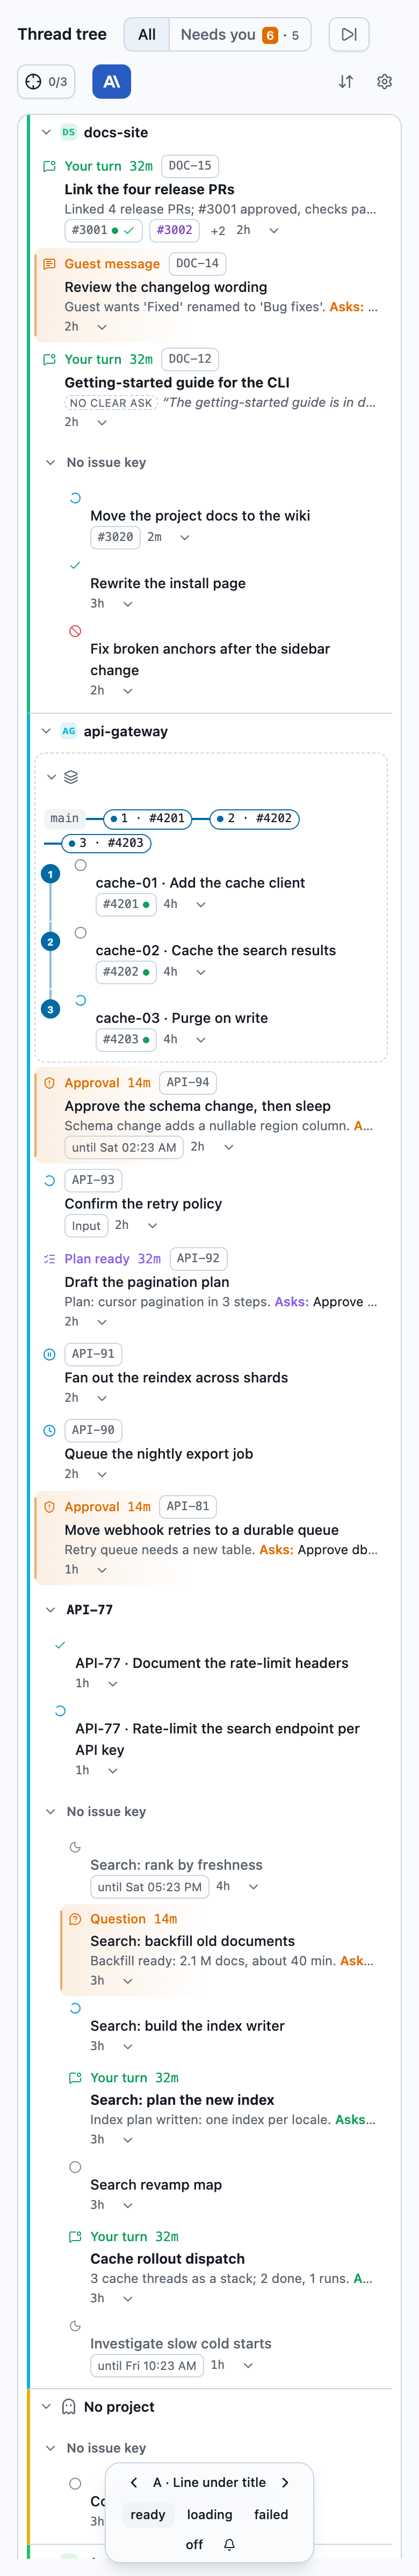 Thread tree
All
Needs you 6 · 5
0/3
DS docs-site
Your turn 32m DOC-15
Link the four release PRs
Linked 4 release PRs; #3001 approved, checks pa…
#3001 #3002 +2 2h
Guest message DOC-14
Review the changelog wording
Guest wants 'Fixed' renamed to 'Bug fixes'. Asks: …
2h
Your turn 32m DOC-12
Getting-started guide for the CLI
NO CLEAR ASK “The getting-started guide is in d…
2h
No issue key
Move the project docs to the wiki
#3020 2m
Rewrite the install page
3h
Fix broken anchors after the sidebar
change
2h
AG api-gateway
main 1 · #4201 2 · #4202
3 · #4203
1
cache-01 · Add the cache client
#4201 4h
2
cache-02 · Cache the search results
#4202 4h
3
cache-03 · Purge on write
#4203 4h
Approval 14m API-94
Approve the schema change, then sleep
Schema change adds a nullable region column. A…
until Sat 02:23 AM 2h
API-93
Confirm the retry policy
Input 2h
Plan ready 32m API-92
Draft the pagination plan
Plan: cursor pagination in 3 steps. Asks: Approve …
2h
API-91
Fan out the reindex across shards
2h
API-90
Queue the nightly export job
2h
Approval 14m API-81
Move webhook retries to a durable queue
Retry queue needs a new table. Asks: Approve db…
1h
API-77
API-77 · Document the rate-limit headers
1h
API-77 · Rate-limit the search endpoint per
API key
1h
No issue key
Search: rank by freshness
until Sat 05:23 PM 4h
Question 14m
Search: backfill old documents
Backfill ready: 2.1 M docs, about 40 min. Ask…
3h
Search: build the index writer
3h
Your turn 32m
Search: plan the new index
Index plan written: one index per locale. Asks…
3h
Search revamp map
3h
Your turn 32m
Cache rollout dispatch
3 cache threads as a stack; 2 done, 1 runs. A…
3h
Investigate slow cold starts
until Fri 10:23 AM 1h
No project
No issue key
3h
A · Line under title
ready loading failed
off